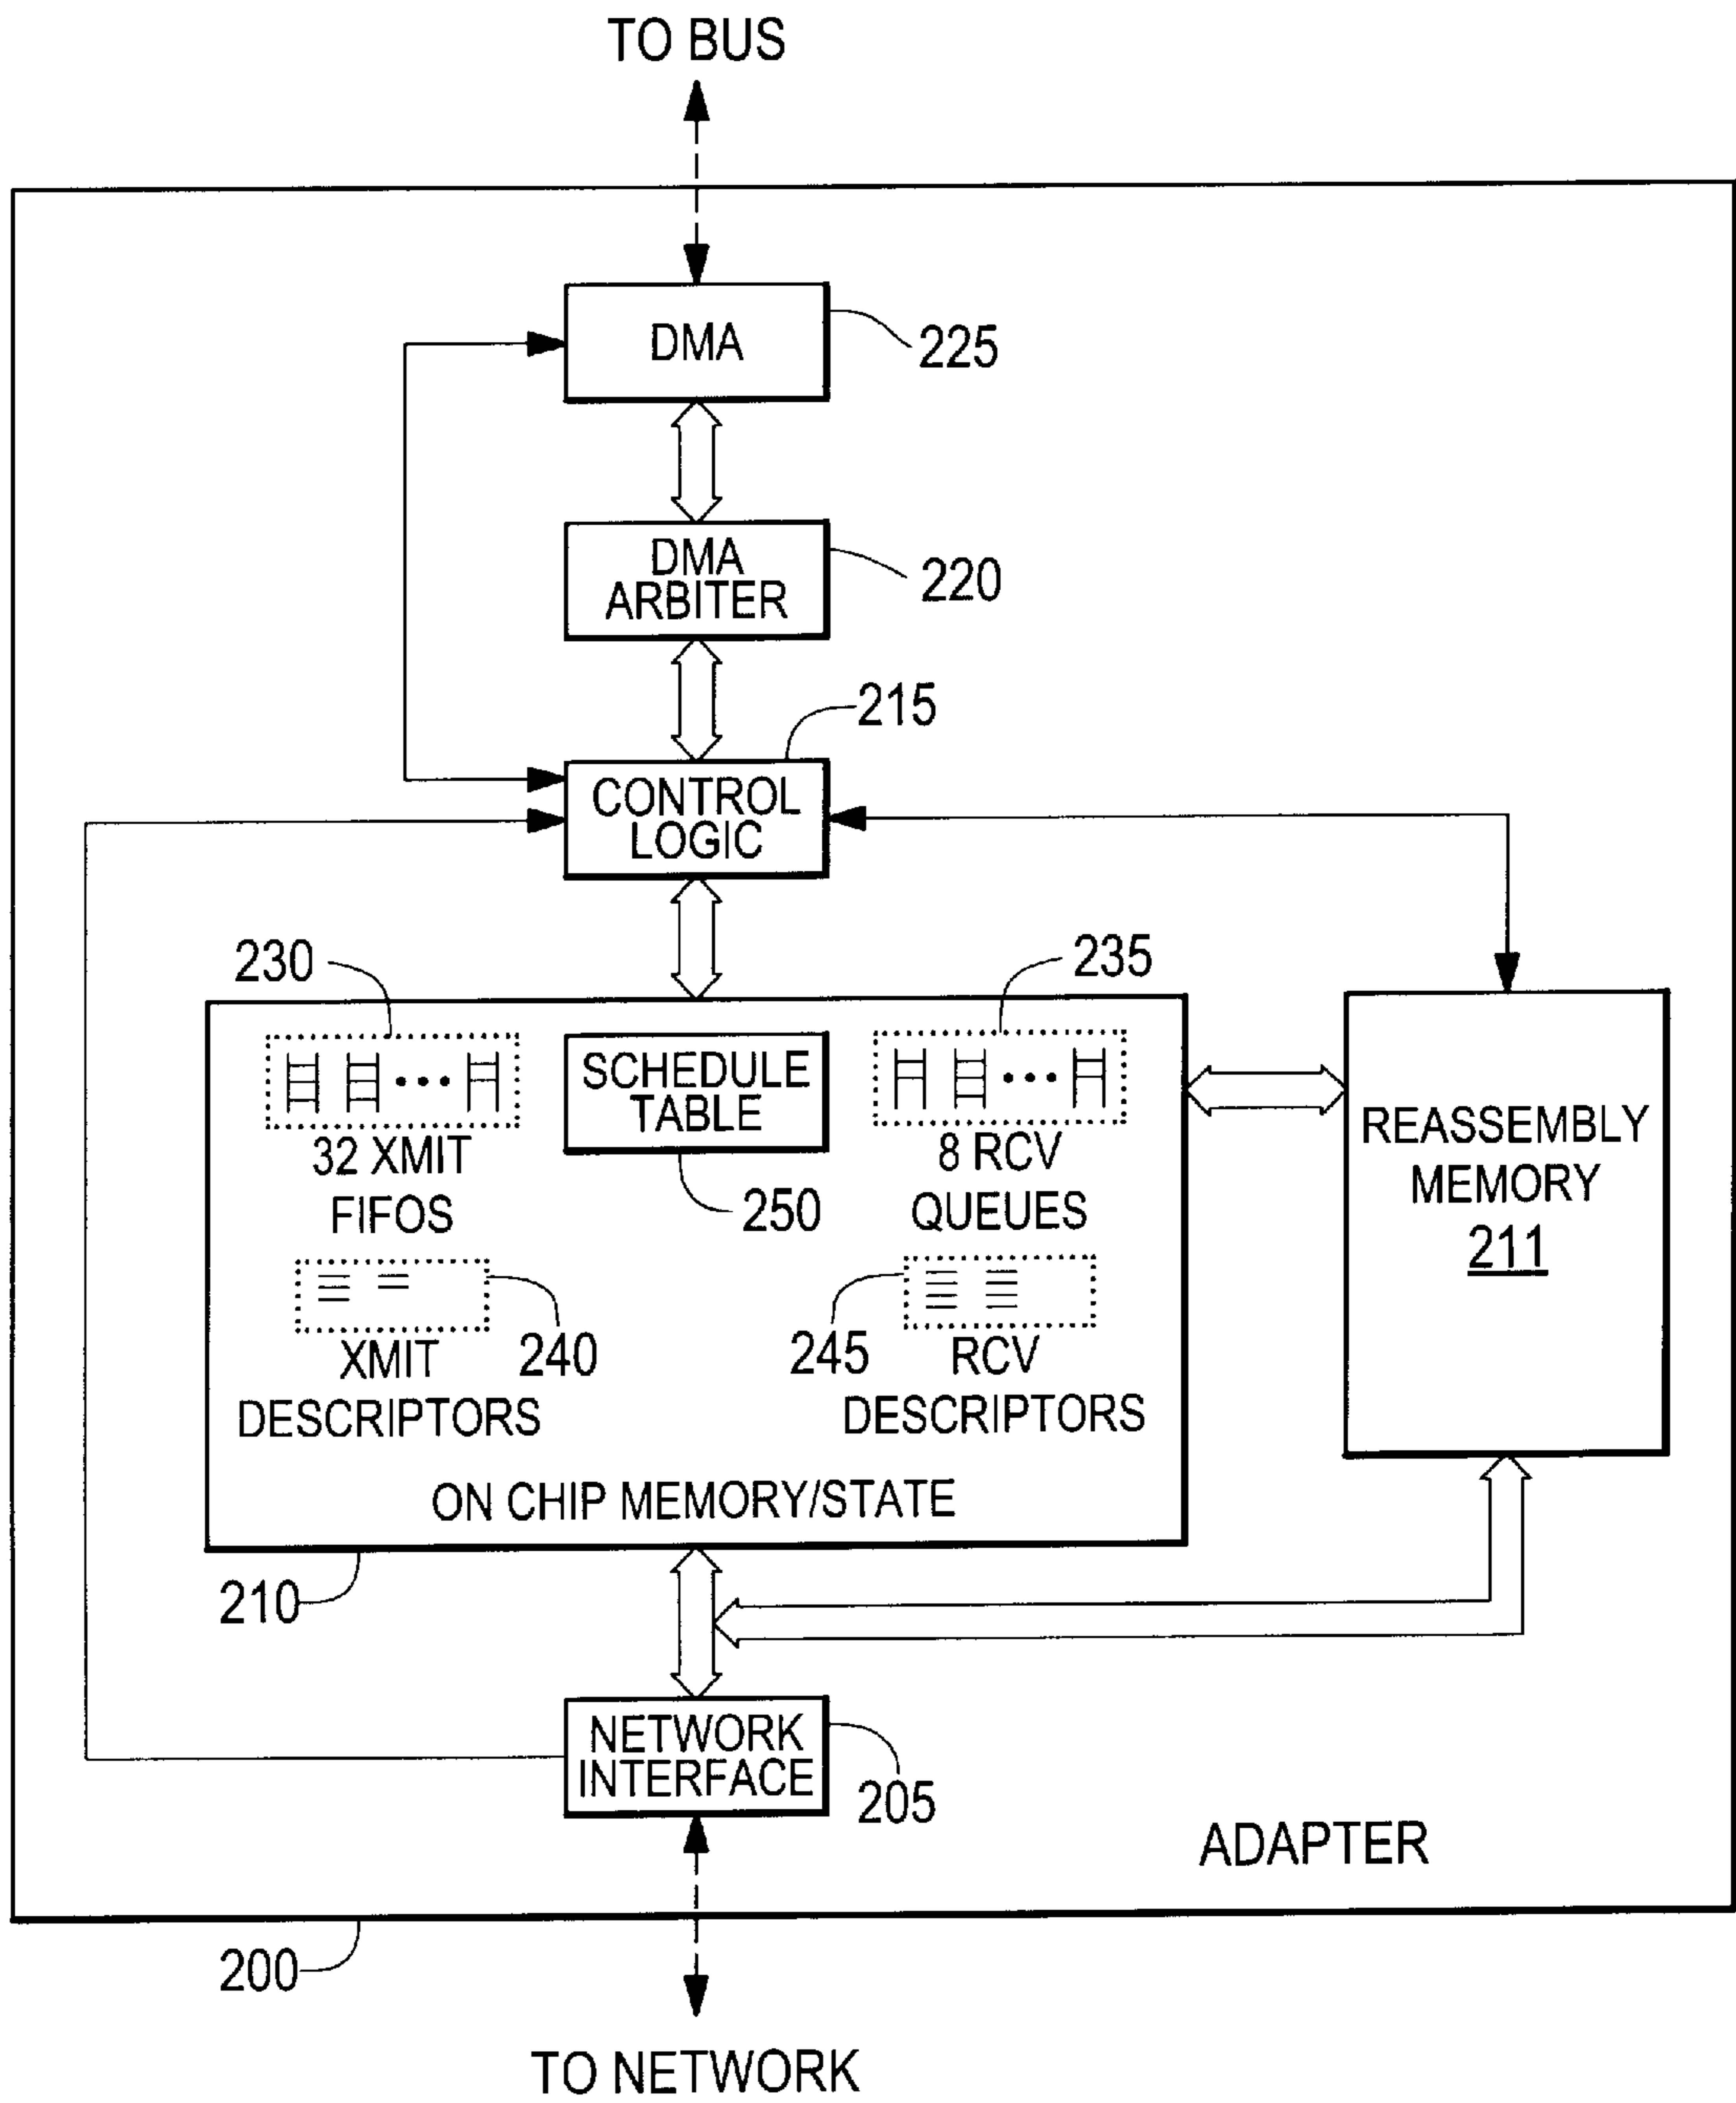 TO BUS
DMA
225
DMA
ARBITER
220
215
CONTROL
LOGIC
230
235
SCHEDULE
TABLE
32 XMIT
FIFOS
250
8 RCV
QUEUES
REASSEMBLY
MEMORY
211
XMIT
DESCRIPTORS
240
245
RCV
DESCRIPTORS
ON CHIP MEMORY/STATE
210
NETWORK
INTERFACE
205
ADAPTER
200
TO NETWORK